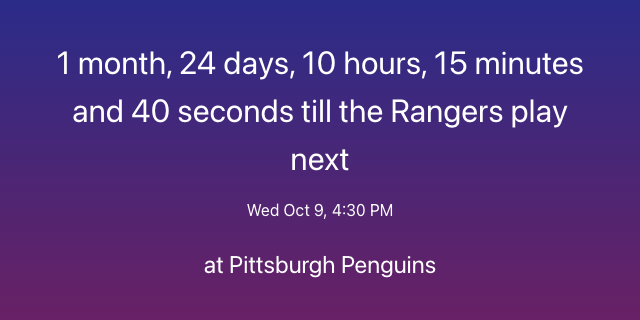 1 month, 24 days, 10 hours, 15 minutes
and 40 seconds till the Rangers play
next
Wed Oct 9, 4:30 PM
at Pittsburgh Penguins